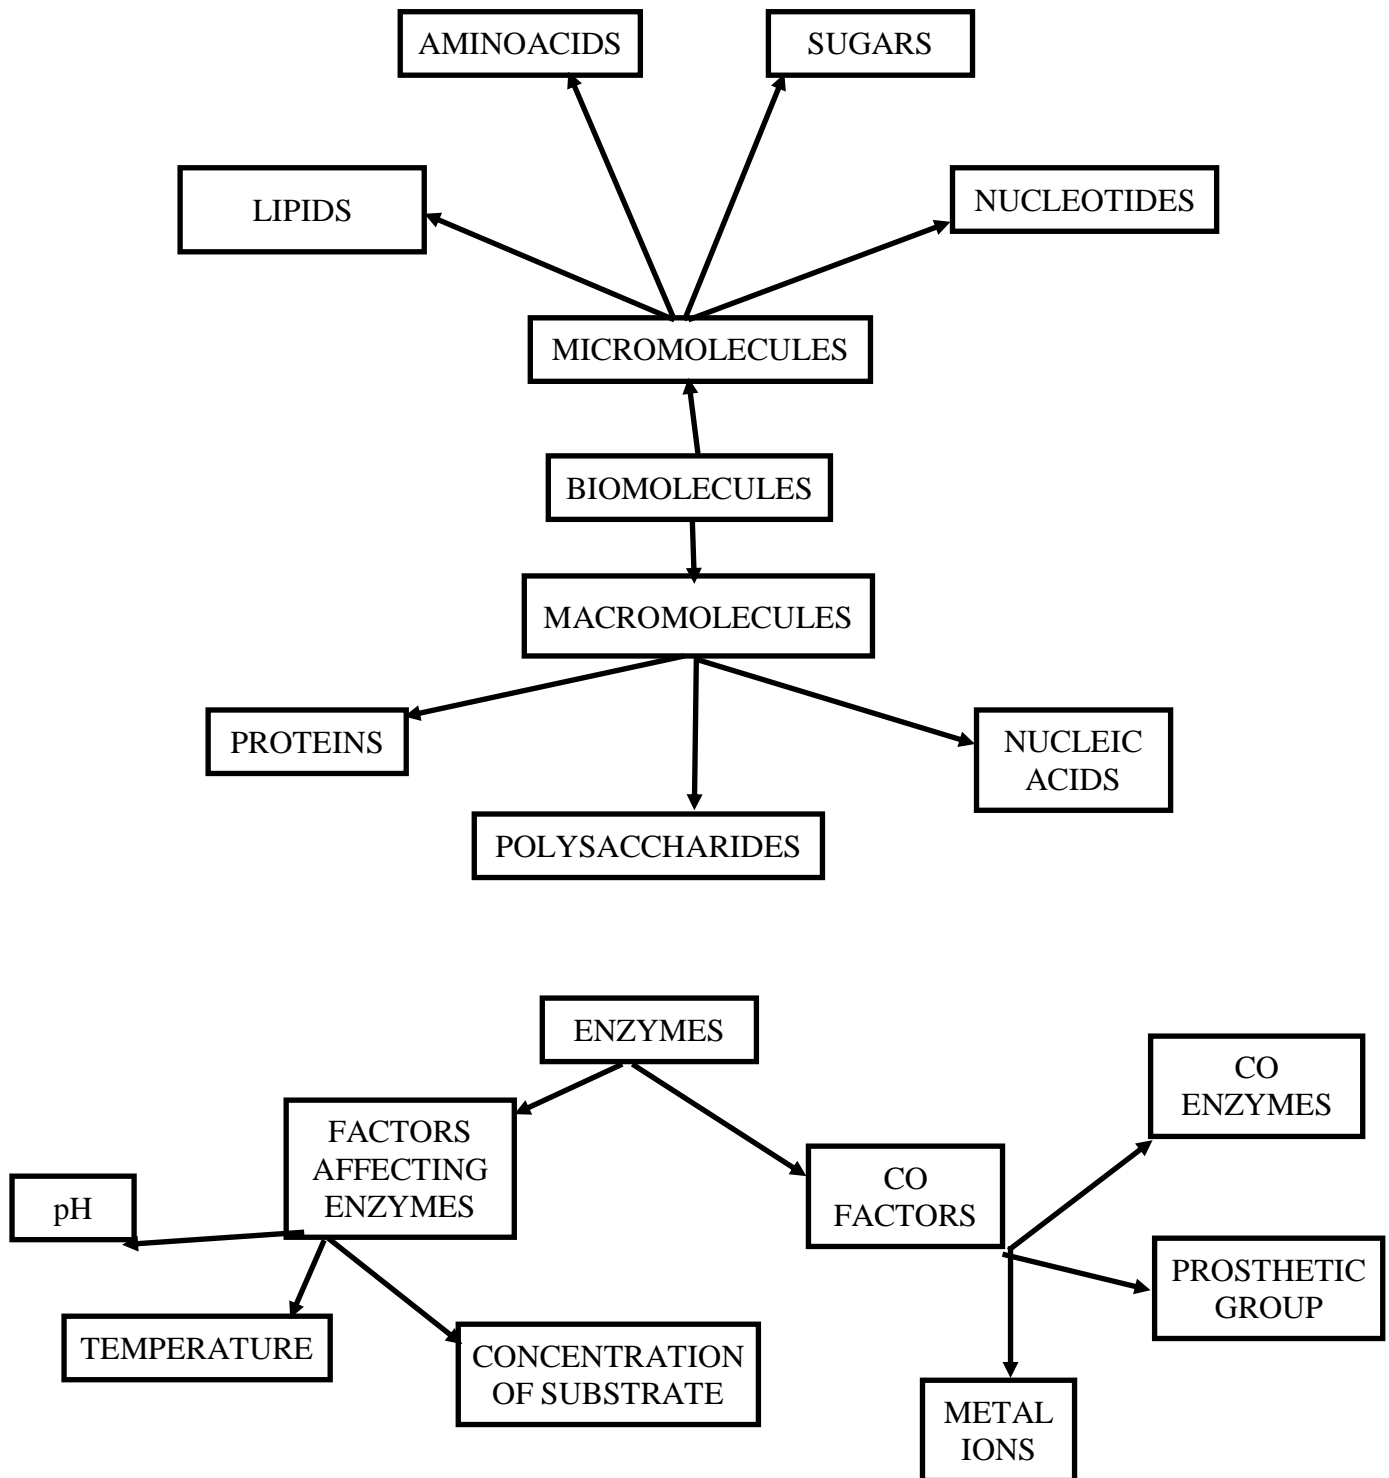 AMINOACIDS
SUGARS
LIPIDS
NUCLEOTIDES
MICROMOLECULES
BIOMOLECULES
MACROMOLECULES
PROTEINS
NUCLEIC
ACIDS
POLYSACCHARIDES
ENZYMES
CO
ENZYMES
FACTORS
AFFECTING
ENZYMES
CO
FACTORS
pH
PROSTHETIC
GROUP
TEMPERATURE
CONCENTRATION
OF SUBSTRATE
METAL
IONS